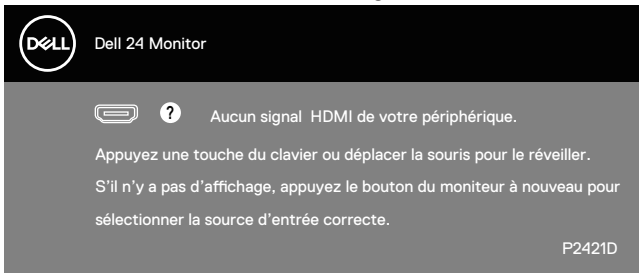 DELL
Dell 24 Monitor
? Aucun signal HDMI de votre périphérique.
Appuyez une touche du clavier ou déplacer la souris pour le réveiller.
S'il n'y a pas d'affichage, appuyez le bouton du moniteur à nouveau pour
sélectionner la source d'entrée correcte.
P2421D